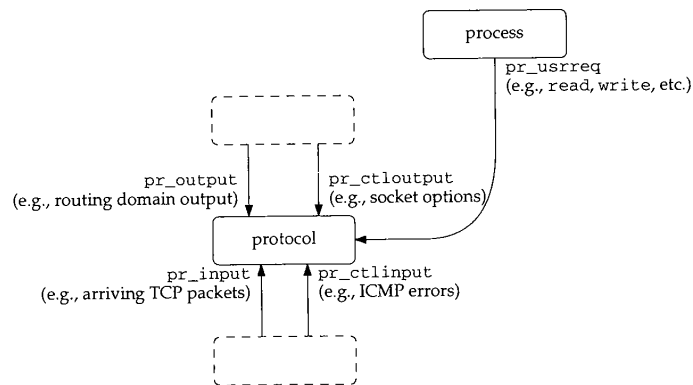 process
pr_usrreq
(e.g., read, write, etc.)
pr_output
(e.g., routing domain output)
pr_ctloutput
(e.g., socket options)
protocol
pr_input
(e.g., arriving TCP packets)
pr_ctlinput
(e.g., ICMP errors)